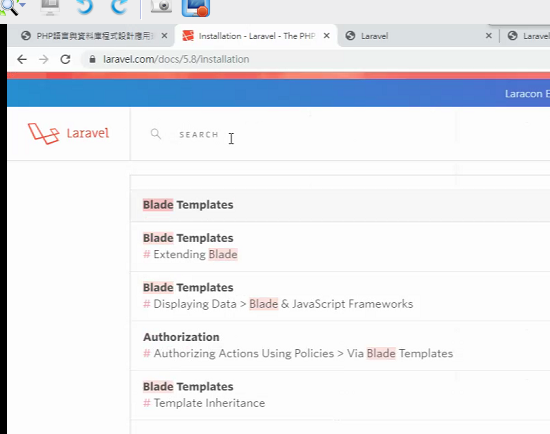 PHP語言與資料庫程式設計應用
Installation - Laravel - The PHP
Laravel
Laravel
laravel.com/docs/5.8/installation
Laracon E
Laravel
SEARCH
Blade Templates
Blade Templates
# Extending Blade
Blade Templates
# Displaying Data > Blade & JavaScript Frameworks
Authorization
# Authorizing Actions Using Policies > Via Blade Templates
Blade Templates
# Template Inheritance